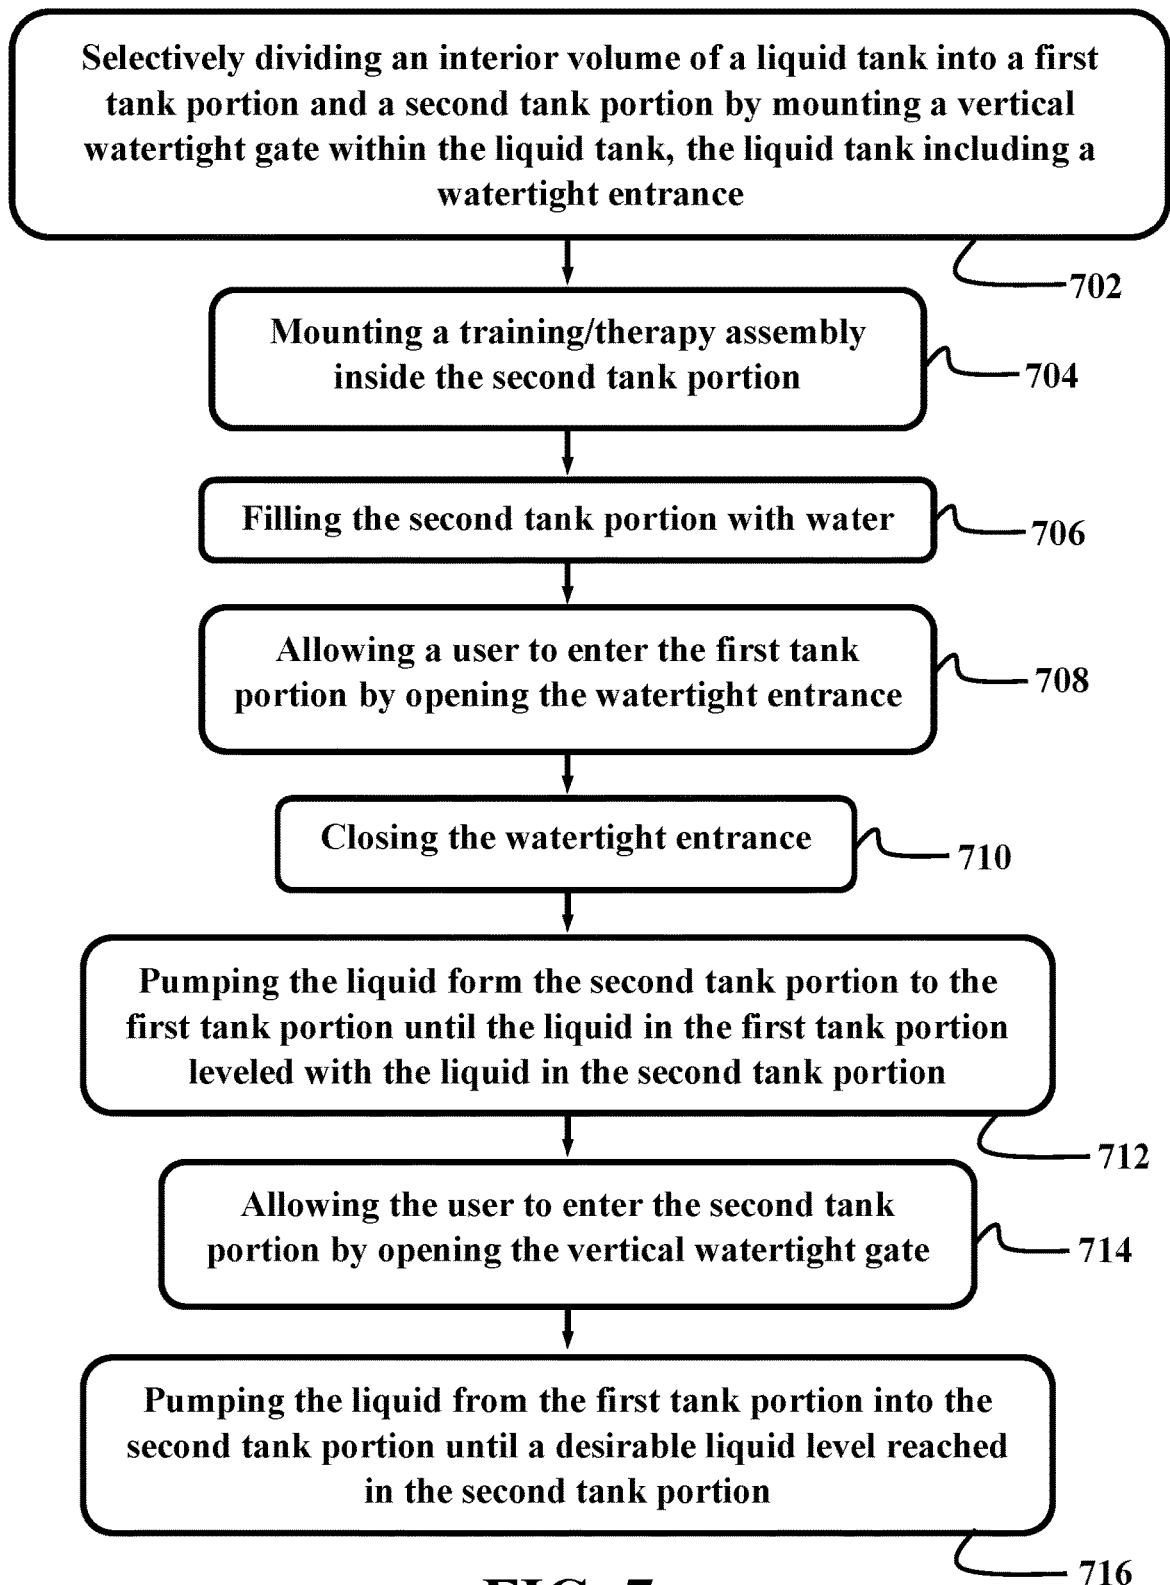 Selectively dividing an interior volume of a liquid tank into a first
tank portion and a second tank portion by mounting a vertical
watertight gate within the liquid tank, the liquid tank including a
watertight entrance
702
Mounting a training/therapy assembly
inside the second tank portion
704
Filling the second tank portion with water
706
Allowing a user to enter the first tank
portion by opening the watertight entrance
708
Closing the watertight entrance
710
Pumping the liquid form the second tank portion to the
first tank portion until the liquid in the first tank portion
leveled with the liquid in the second tank portion
712
Allowing the user to enter the second tank
portion by opening the vertical watertight gate
714
Pumping the liquid from the first tank portion into the
second tank portion until a desirable liquid level reached
in the second tank portion
716
FIG. 7